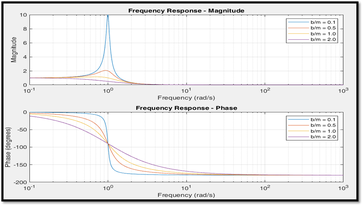 Frequency Response - Magnitude
10
8
6
4
2
0
Magnitude
b/m = 0.1
b/m = 0.5
b/m = 1.0
b/m = 2.0
10⁻¹ 10⁰ 10¹ 10² 10³
Frequency (rad/s)
Frequency Response - Phase
0
-50
-100
-150
-200
Phase (degrees)
b/m = 0.1
b/m = 0.5
b/m = 1.0
b/m = 2.0
10⁻¹ 10⁰ 10¹ 10² 10³
Frequency (rad/s)